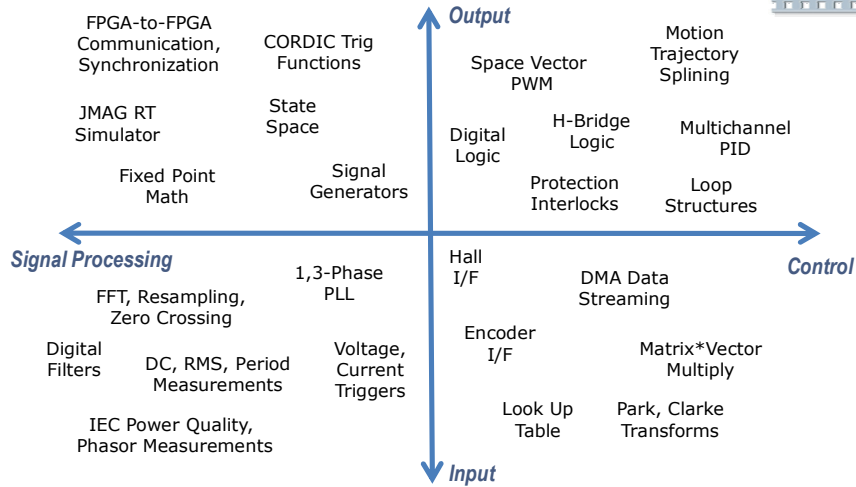 Output
FPGA-to-FPGA
Communication,
Synchronization
CORDIC Trig
Functions
JMAG RT
Simulator
State
Space
Fixed Point
Math
Signal
Generators
Space Vector
PWM
Motion
Trajectory
Splining
Digital
Logic
H-Bridge
Logic
Multichannel
PID
Protection
Interlocks
Loop
Structures
Signal Processing
Control
1,3-Phase
PLL
FFT, Resampling,
Zero Crossing
Digital
Filters
DC, RMS, Period
Measurements
Voltage,
Current
Triggers
IEC Power Quality,
Phasor Measurements
Hall
I/F
DMA Data
Streaming
Encoder
I/F
Matrix*Vector
Multiply
Look Up
Table
Park, Clarke
Transforms
Input